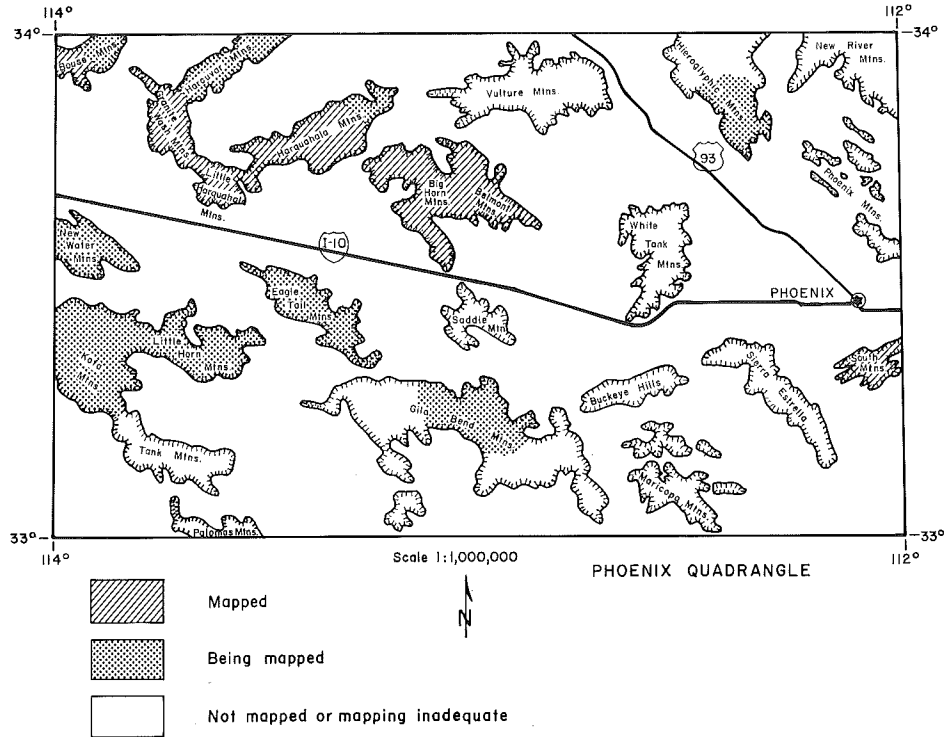 114°
112°
34°
34°
Bouse Mtns.
Harcuvar Mtns.
Granite Wash Mtns.
Harquahala Mtns.
Little
Harquahala
Mtns.
Vulture Mtns.
Hieroglyphic Mtns.
New River
Mtns.
93
Phoenix Mtns.
Big
Horn
Mtns.
Belmont
Mtns.
White
Tank
Mtns.
New
Water
Mtns.
I-10
PHOENIX
Eagle
Tail
Mtns.
Saddle
Mtn.
Kofa
Mtns.
Little
Horn
Mtns.
South
Mtns.
Sierra
Estrella
Buckeye Hills
Gila
Bend
Mtns.
Tank Mtns.
Maricopa Mtns.
Palomas Mtns.
33°
33°
114°
112°
Scale 1:1,000,000
PHOENIX QUADRANGLE
N
Mapped
Being mapped
Not mapped or mapping inadequate